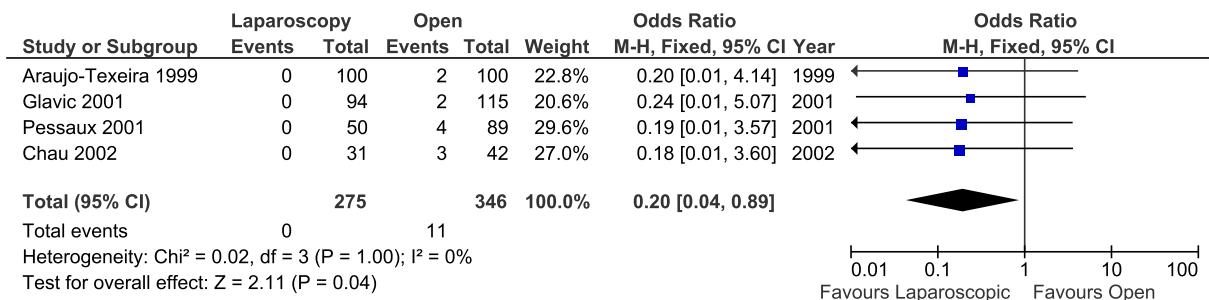 Laparoscopy Open Odds Ratio Odds Ratio
Study or Subgroup Events Total Events Total Weight M-H, Fixed, 95% CI Year M-H, Fixed, 95% CI
Araujo-Texeira 1999 0 100 2 100 22.8% 0.20 [0.01, 4.14] 1999
Glavic 2001 0 94 2 115 20.6% 0.24 [0.01, 5.07] 2001
Pessaux 2001 0 50 4 89 29.6% 0.19 [0.01, 3.57] 2001
Chau 2002 0 31 3 42 27.0% 0.18 [0.01, 3.60] 2002
Total (95% CI) 275 346 100.0% 0.20 [0.04, 0.89]
Total events 0 11
Heterogeneity: Chi² = 0.02, df = 3 (P = 1.00); I² = 0%
Test for overall effect: Z = 2.11 (P = 0.04)
0.01 0.1 1 10 100
Favours Laparoscopic Favours Open